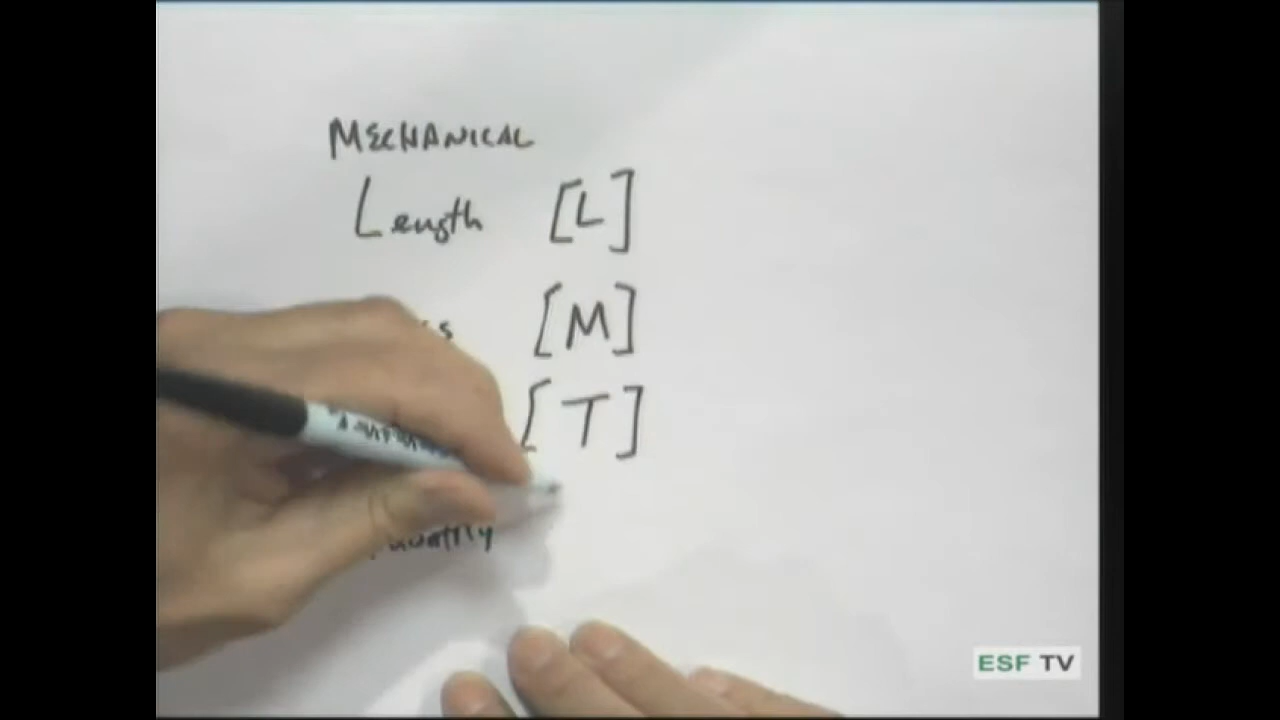 MECHANICAL
Length [L]
[M]
[T]
ESF TV